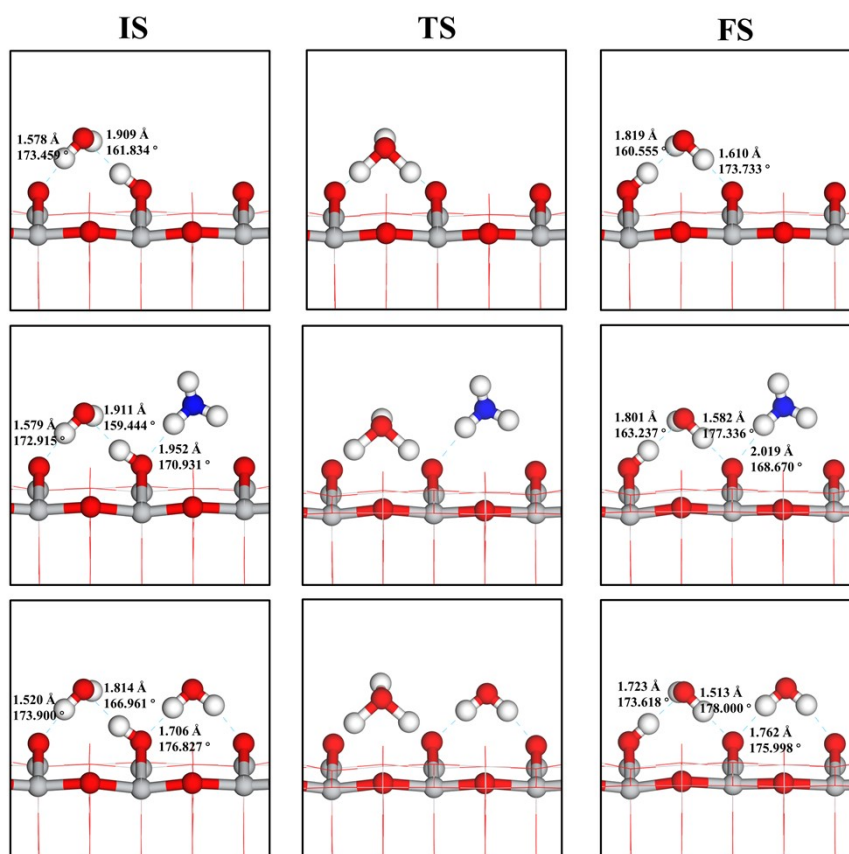 IS
TS
FS
1.578 Å
173.459 °
1.909 Å
161.834 °
1.819 Å
160.555 °
1.610 Å
173.733 °
1.579 Å
172.915 °
1.911 Å
159.444 °
1.952 Å
170.931 °
1.801 Å
163.237 °
1.582 Å
177.336 °
2.019 Å
168.670 °
1.520 Å
173.900 °
1.814 Å
166.961 °
1.706 Å
176.827 °
1.723 Å
173.618 °
1.513 Å
178.000 °
1.762 Å
175.998 °